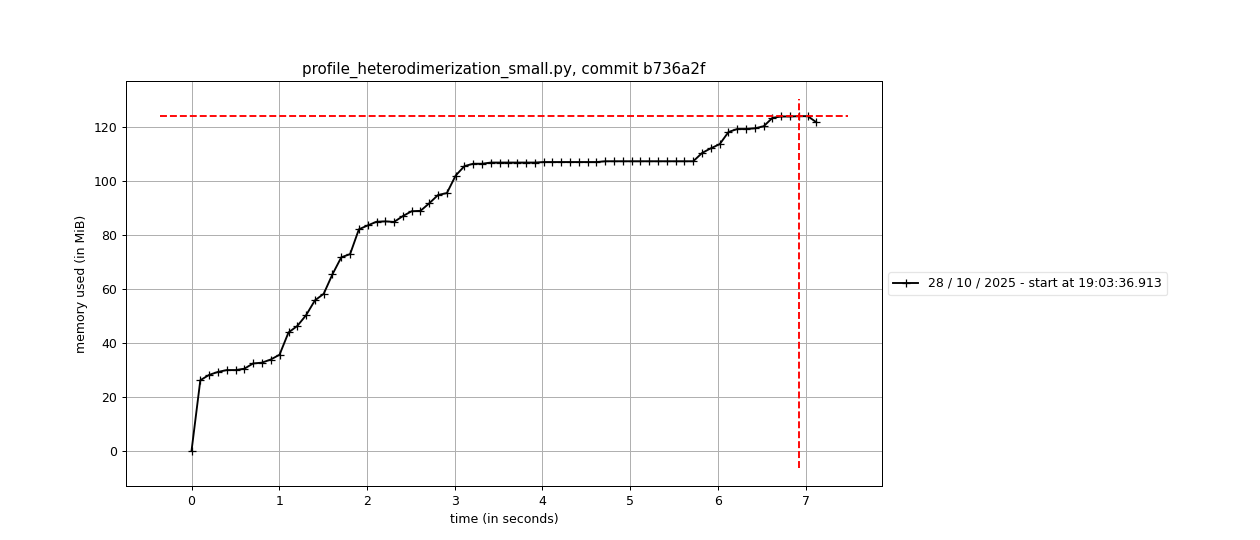 profile_heterodimerization_small.py, commit b736a2f
memory used (in MiB)
120
100
80
60
40
20
0
0 1 2 3 4 5 6 7
time (in seconds)
28 / 10 / 2025 - start at 19:03:36.913